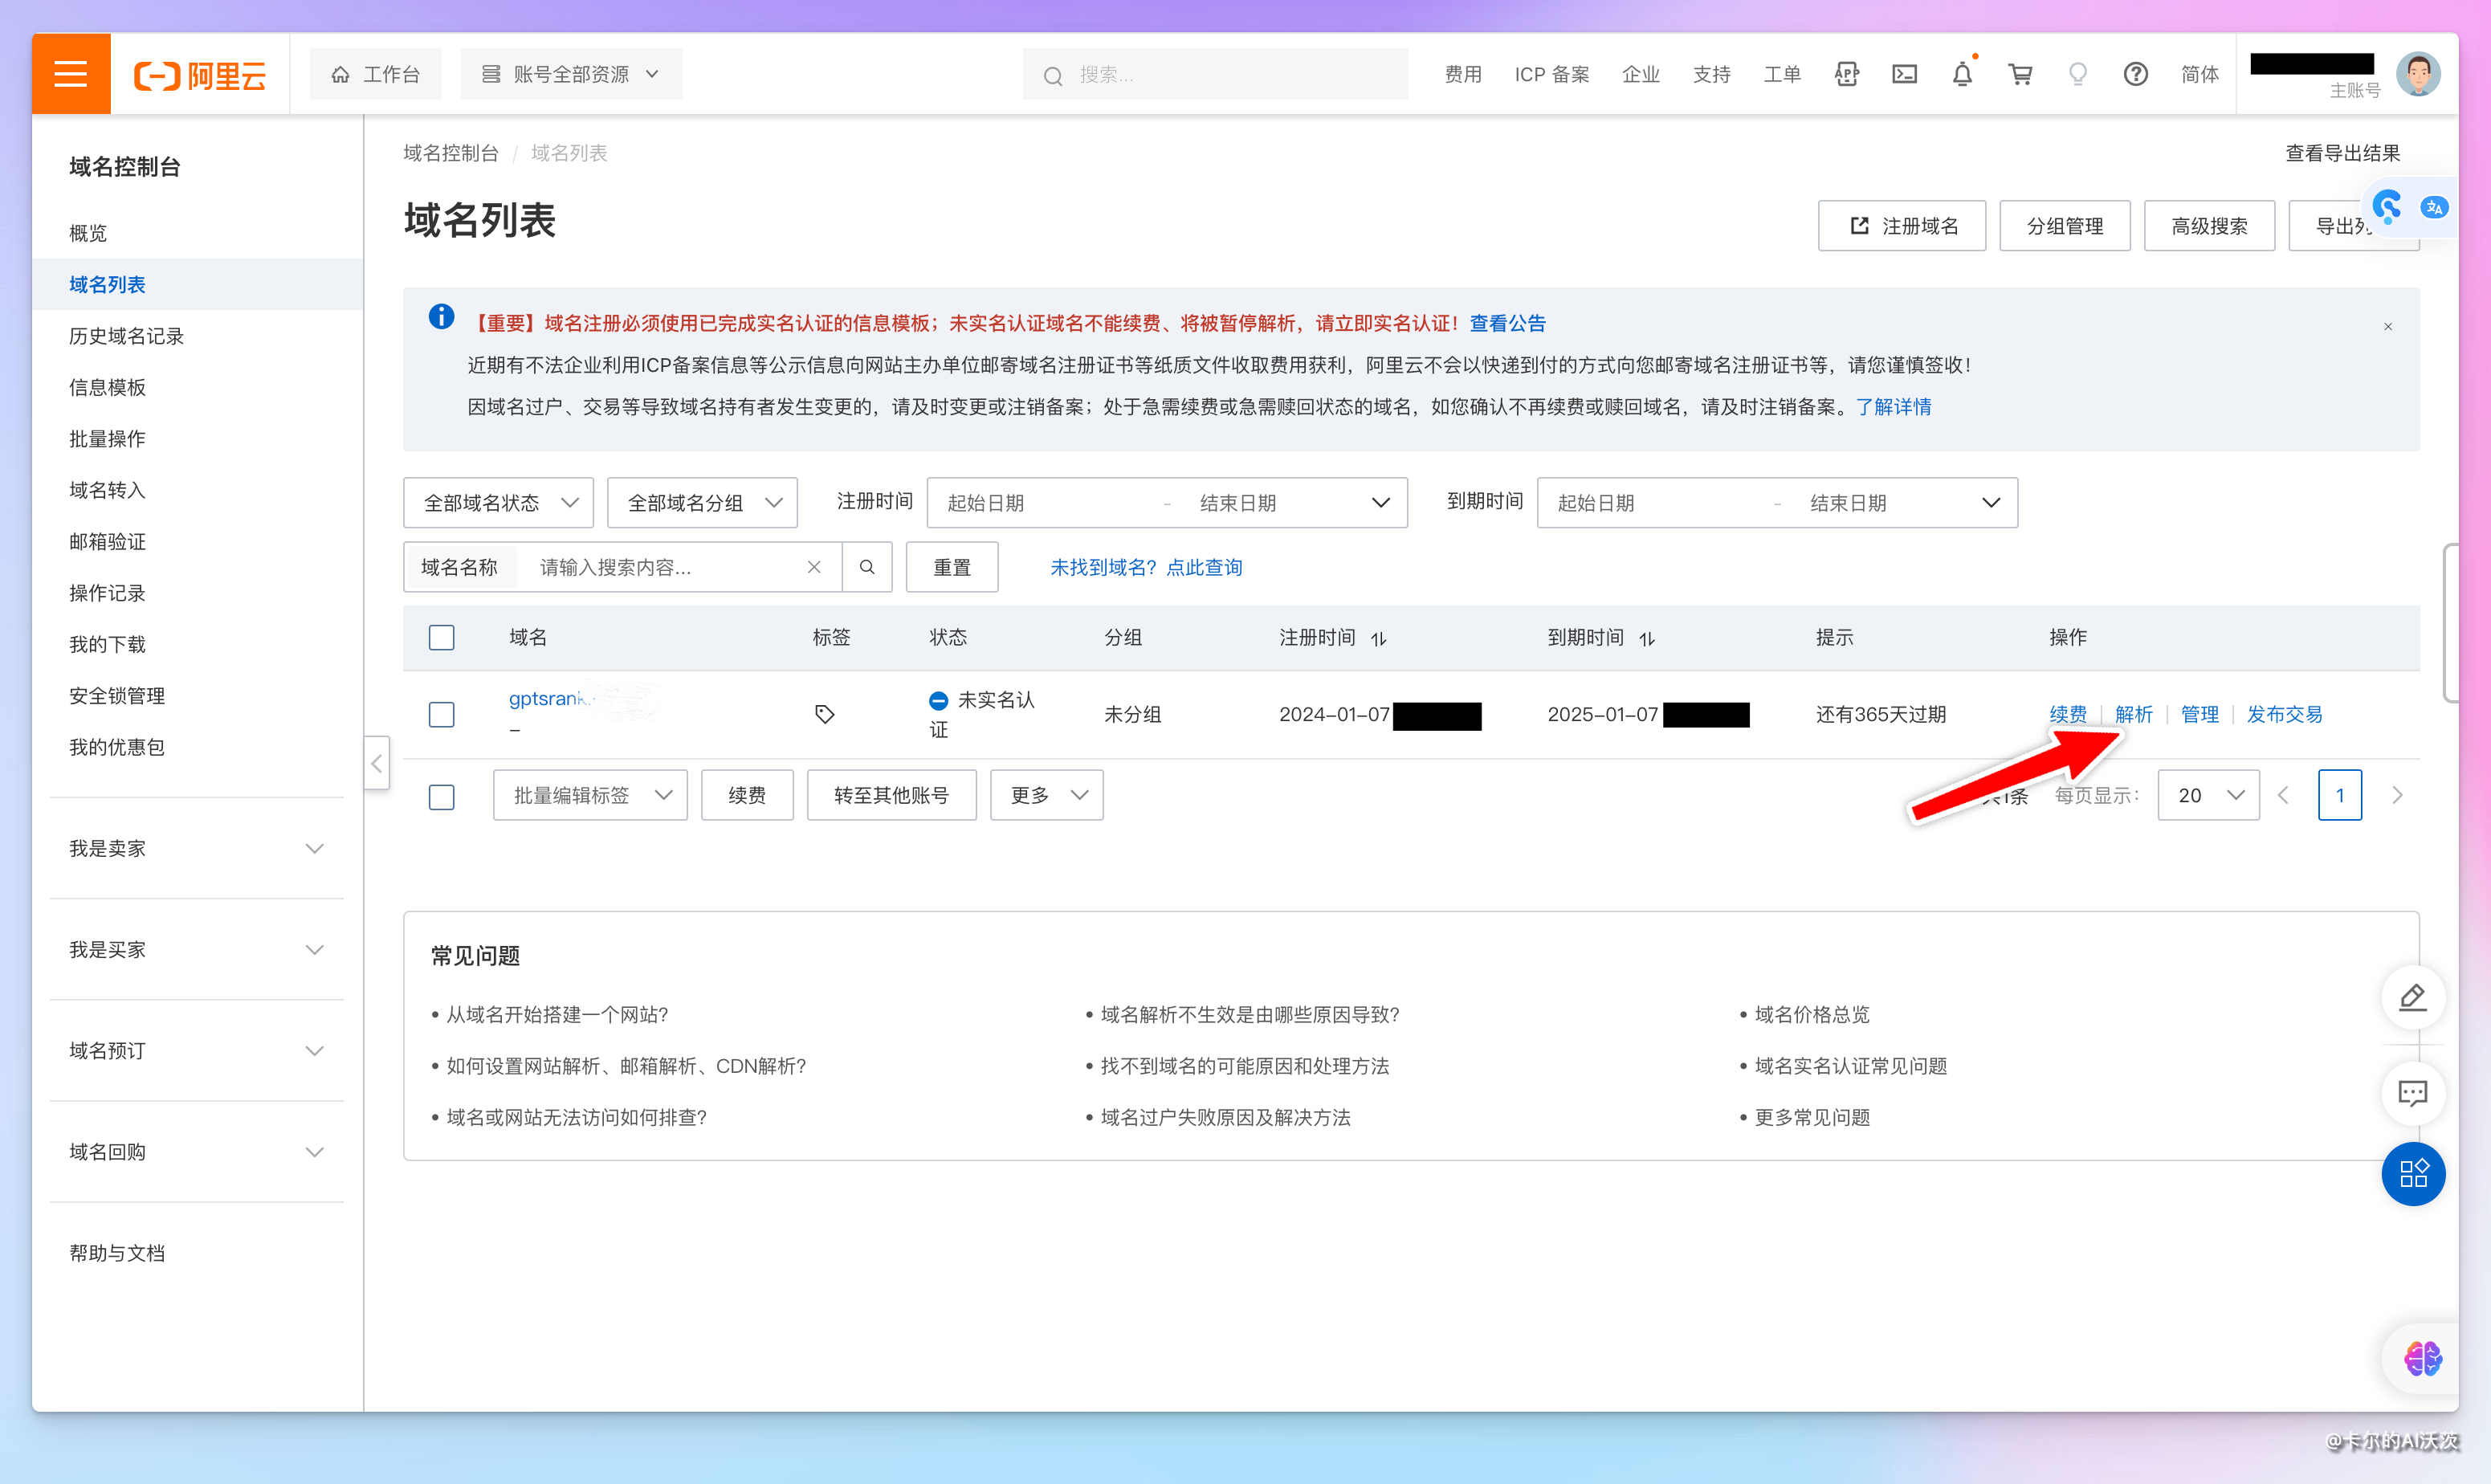 阿里云 工作台 账号全部资源 搜索... 费用 ICP 备案 企业 支持 工单 APP 简体
主账号
域名控制台
概览
域名列表
历史域名记录
信息模板
批量操作
域名转入
邮箱验证
操作记录
我的下载
安全锁管理
我的优惠包
我是卖家
我是买家
域名预订
域名回购
帮助与文档
域名控制台 / 域名列表 查看导出结果
域名列表 注册域名 分组管理 高级搜索 导出列
【重要】域名注册必须使用已完成实名认证的信息模板；未实名认证域名不能续费、将被暂停解析，请立即实名认证！查看公告
近期有不法企业利用ICP备案信息等公示信息向网站主办单位邮寄域名注册证书等纸质文件收取费用获利，阿里云不会以快递到付的方式向您邮寄域名注册证书等，请您谨慎签收！
因域名过户、交易等导致域名持有者发生变更的，请及时变更或注销备案；处于急需续费或急需赎回状态的域名，如您确认不再续费或赎回域名，请及时注销备案。了解详情
全部域名状态 全部域名分组 注册时间 起始日期 - 结束日期 到期时间 起始日期 - 结束日期
域名名称 请输入搜索内容... 重置 未找到域名？点此查询
域名 标签 状态 分组 注册时间 到期时间 提示 操作
gptsrank 未实名认
证 未分组 2024-01-07 2025-01-07 还有365天过期 续费 解析 管理 发布交易
–
批量编辑标签 续费 转至其他账号 更多 共1条 每页显示： 20 1
常见问题
• 从域名开始搭建一个网站? • 域名解析不生效是由哪些原因导致? • 域名价格总览
• 如何设置网站解析、邮箱解析、CDN解析? • 找不到域名的可能原因和处理方法 • 域名实名认证常见问题
• 域名或网站无法访问如何排查? • 域名过户失败原因及解决方法 • 更多常见问题
@卡尔的AI沃茨